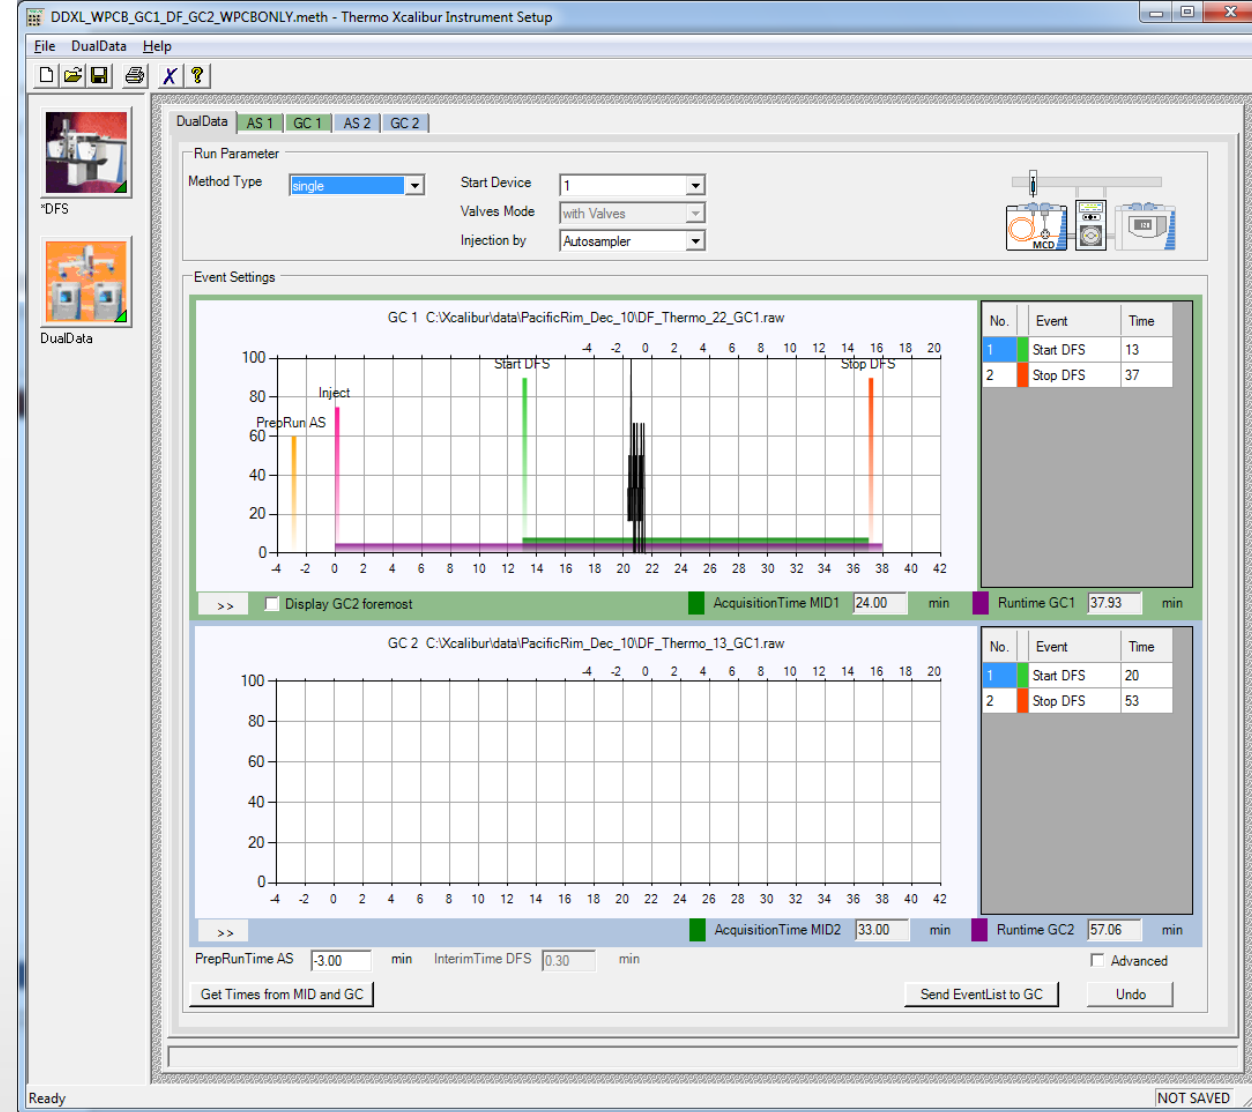 DDXL_WPCB_GC1_DF_GC2_WPCBONLY.meth - Thermo Xcalibur Instrument Setup
File DualData Help
DualData AS 1 GC 1 AS 2 GC 2
Run Parameter
Method Type single Start Device 1
*DFS
Valves Mode with Valves
Injection by Autosampler
MCD
Event Settings
GC 1 C:\Xcalibur\data\PacificRim_Dec_10\DF_Thermo_22_GC1.raw
No. Event Time
-4 -2 0 2 4 6 8 10 12 14 16 18 20
1 Start DFS 13
2 Stop DFS 37
DualData
100
Start DFS Stop DFS
80
Inject
PrepRun AS
60
40
20
0
-4 -2 0 2 4 6 8 10 12 14 16 18 20 22 24 26 28 30 32 34 36 38 40 42
>> Display GC2 foremost AcquisitionTime MID1 24.00 min Runtime GC1 37.93 min
GC 2 C:\Xcalibur\data\PacificRim_Dec_10\DF_Thermo_13_GC1.raw
No. Event Time
-4 -2 0 2 4 6 8 10 12 14 16 18 20
1 Start DFS 20
2 Stop DFS 53
100
80
60
40
20
0
-4 -2 0 2 4 6 8 10 12 14 16 18 20 22 24 26 28 30 32 34 36 38 40 42
>> AcquisitionTime MID2 33.00 min Runtime GC2 57.06 min
PrepRunTime AS -3.00 min InterimTime DFS 0.30 min Advanced
Get Times from MID and GC Send EventList to GC Undo
Ready NOT SAVED